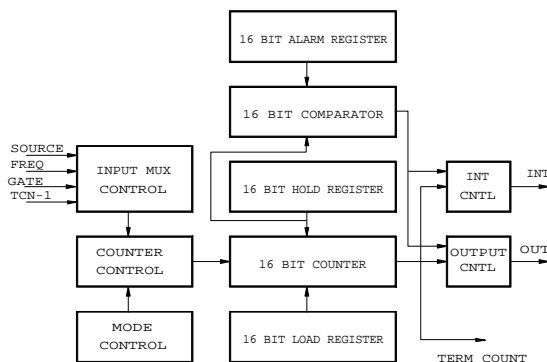 16 BIT ALARM REGISTER
16 BIT COMPARATOR
SOURCE
FREQ
GATE
TCN-1
INPUT MUX
CONTROL
16 BIT HOLD REGISTER
INT
CNTL
INT
COUNTER
CONTROL
16 BIT COUNTER
OUTPUT
CNTL
OUT
MODE
CONTROL
16 BIT LOAD REGISTER
TERM COUNT